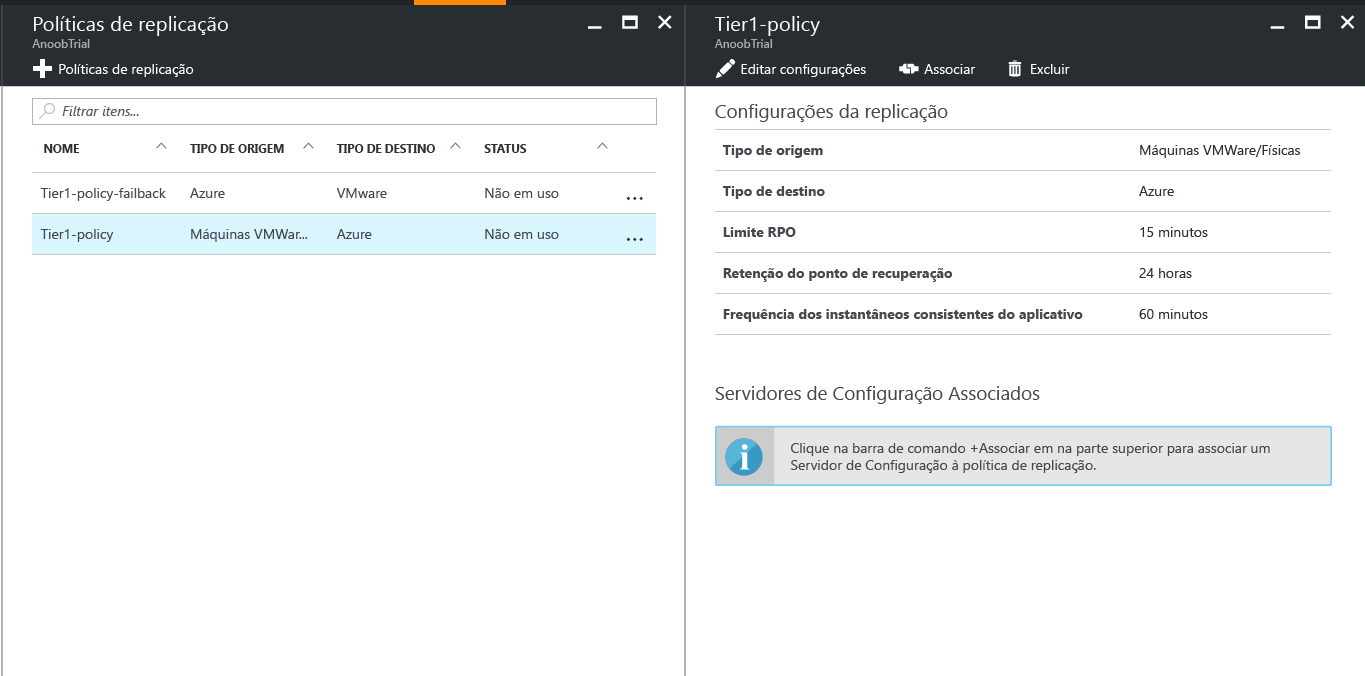 Políticas de replicação
AnoobTrial
Políticas de replicação
Filtrar itens...
NOME TIPO DE ORIGEM TIPO DE DESTINO STATUS
Tier1-policy-failback Azure VMware Não em uso ...
Tier1-policy Máquinas VMWar... Azure Não em uso ...
Tier1-policy
AnoobTrial
Editar configurações Associar Excluir
Configurações da replicação
Tipo de origem Máquinas VMWare/Físicas
Tipo de destino Azure
Limite RPO 15 minutos
Retenção do ponto de recuperação 24 horas
Frequência dos instantâneos consistentes do aplicativo 60 minutos
Servidores de Configuração Associados
Clique na barra de comando +Associar em na parte superior para associar um
Servidor de Configuração à política de replicação.